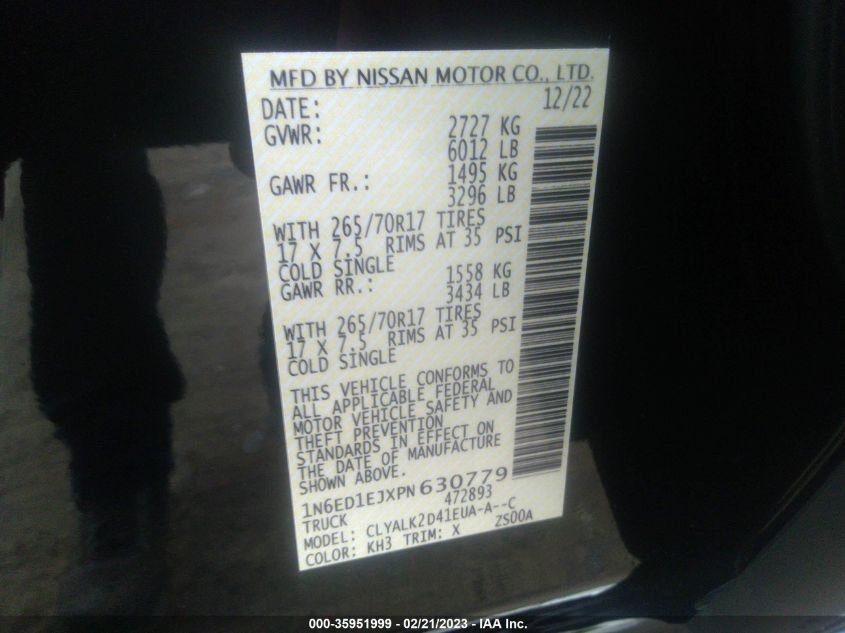 MFD BY NISSAN MOTOR CO., LTD.
DATE: 12/22
GVWR: 2727 KG
6012 LB
GAWR FR.: 1495 KG
3296 LB
WITH 265/70R17 TIRES
17 X 7.5 RIMS AT 35 PSI
COLD SINGLE
GAWR RR.: 1558 KG
3434 LB
WITH 265/70R17 TIRES
17 X 7.5 RIMS AT 35 PSI
COLD SINGLE
THIS VEHICLE CONFORMS TO
ALL APPLICABLE FEDERAL
MOTOR VEHICLE SAFETY AND
THEFT PREVENTION
STANDARDS IN EFFECT ON
THE DATE OF MANUFACTURE
SHOWN ABOVE.
1N6ED1EJXPN630779
TRUCK 472893
MODEL: CLYALK2D41EUA-A--C
COLOR: KH3 TRIM: X ZS00A
000-35951999 - 02/21/2023 - IAA Inc.